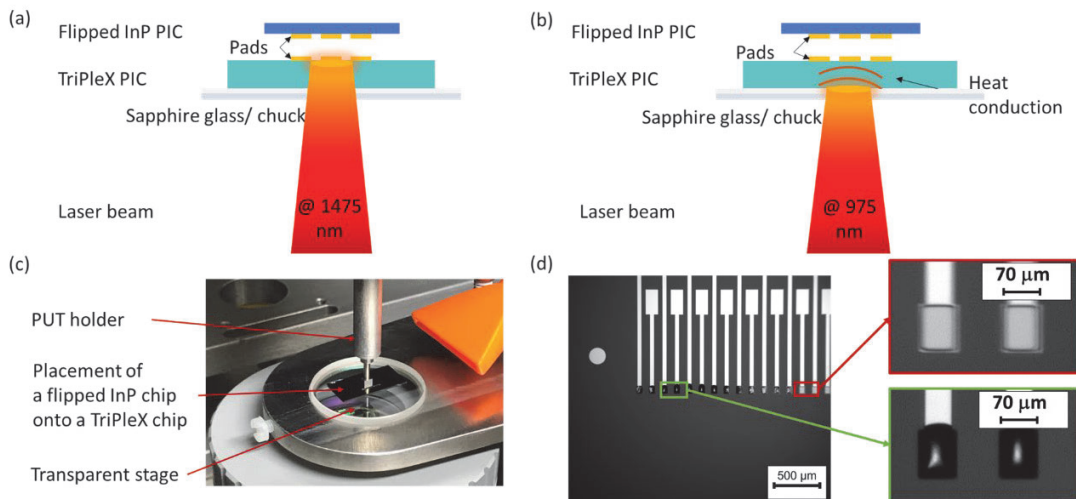 (a)
Flipped InP PIC
Pads
TriPleX PIC
Sapphire glass/ chuck
Laser beam
@ 1475
nm
(b)
Flipped InP PIC
Pads
TriPleX PIC
Heat
conduction
Sapphire glass/ chuck
Laser beam
@ 975
nm
(c)
PUT holder
Placement of
a flipped InP chip
onto a TriPleX chip
Transparent stage
(d)
500 μm
70 μm
70 μm